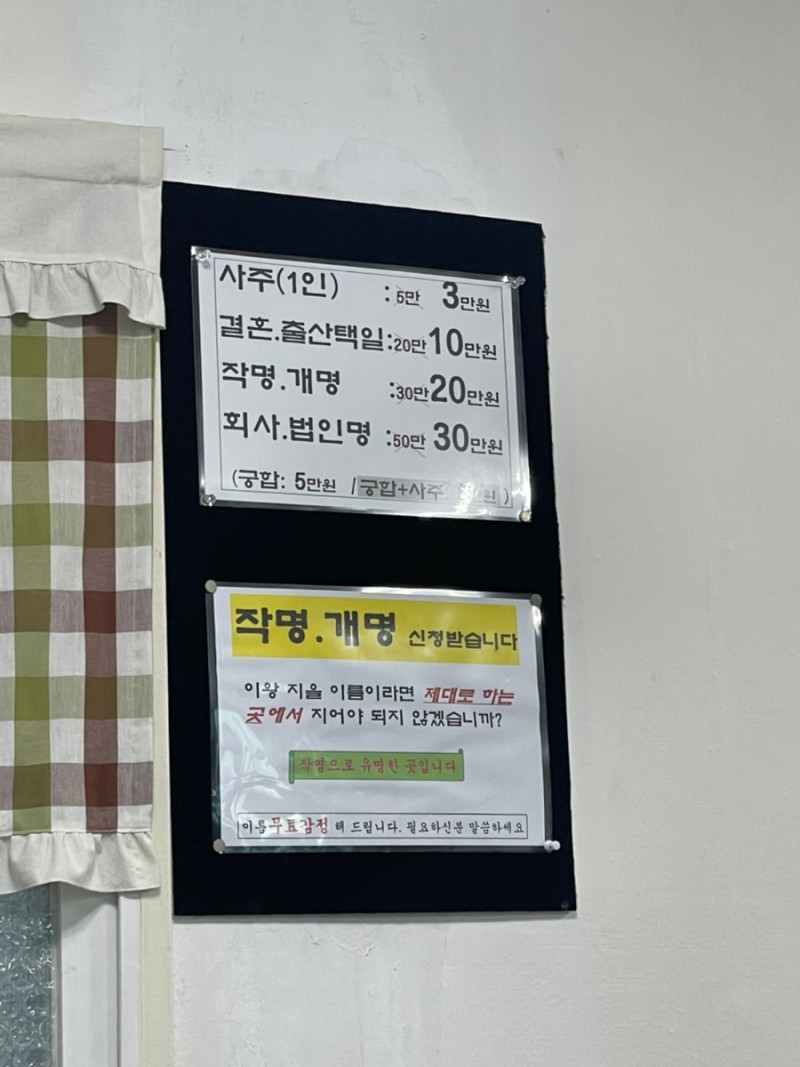 사주(1인) : 5만 3만원
결혼.출산택일:20만 10만원
작명.개명 :30만 20만원
회사.법인명 :50만 30만원
(궁합: 5만원 / 궁합+사주 원)
작명.개명 신청받습니다
이왕 지을 이름이라면 제대로 하는
곳에서 지어야 되지 않겠습니까?
작명으로 유명한 곳입니다
이름무료감정 해 드립니다. 필요하신분 말씀하세요